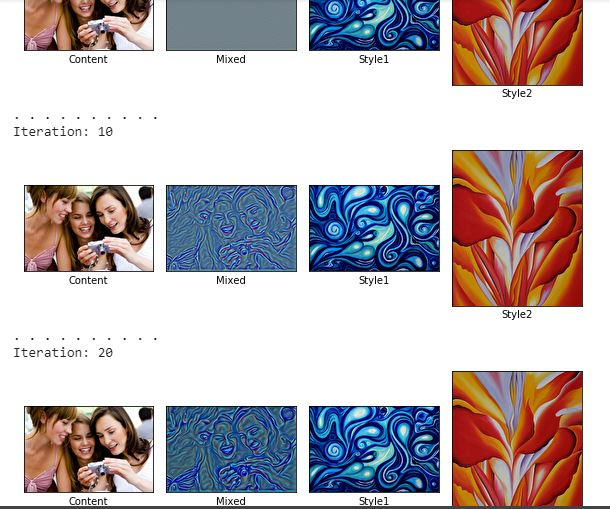 Content Mixed Style1
Style2
. . . . . . . . . .
Iteration: 10
Content Mixed Style1
Style2
. . . . . . . . . .
Iteration: 20
Content Mixed Style1